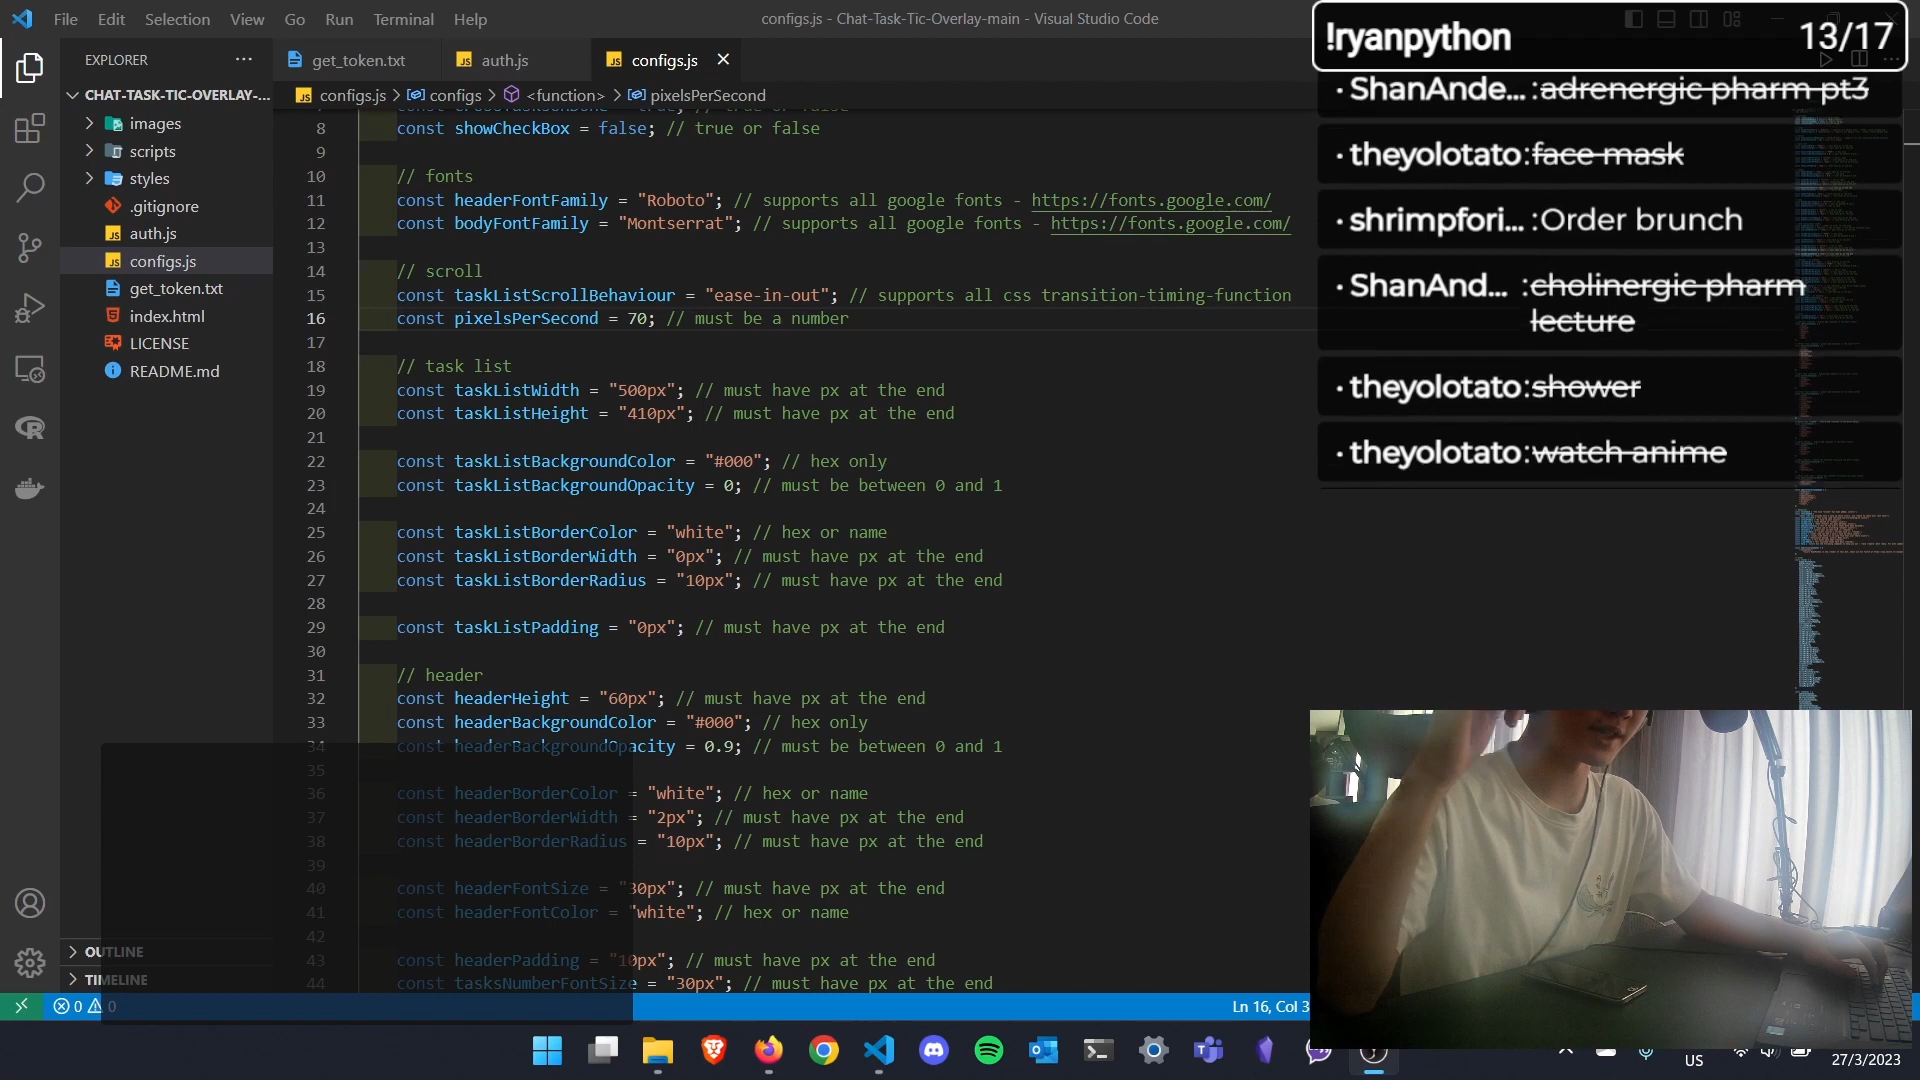 File Edit Selection View Go Run Terminal Help
configs.js - Chat-Task-Tic-Overlay-main - Visual Studio Code
EXPLORER
CHAT-TASK-TIC-OVERLAY-...
images
scripts
styles
.gitignore
auth.js
configs.js
get_token.txt
index.html
LICENSE
README.md
OUTLINE
TIMELINE
get_token.txt auth.js configs.js
configs.js > configs > <function> > pixelsPerSecond
8 const showCheckBox = false; // true or false
9
10 // fonts
11 const headerFontFamily = "Roboto"; // supports all google fonts - https://fonts.google.com/
12 const bodyFontFamily = "Montserrat"; // supports all google fonts - https://fonts.google.com/
13
14 // scroll
15 const taskListScrollBehaviour = "ease-in-out"; // supports all css transition-timing-function
16 const pixelsPerSecond = 70; // must be a number
17
18 // task list
19 const taskListWidth = "500px"; // must have px at the end
20 const taskListHeight = "410px"; // must have px at the end
21
22 const taskListBackgroundColor = "#000"; // hex only
23 const taskListBackgroundOpacity = 0; // must be between 0 and 1
24
25 const taskListBorderColor = "white"; // hex or name
26 const taskListBorderWidth = "0px"; // must have px at the end
27 const taskListBorderRadius = "10px"; // must have px at the end
28
29 const taskListPadding = "0px"; // must have px at the end
30
31 // header
32 const headerHeight = "60px"; // must have px at the end
33 const headerBackgroundColor = "#000"; // hex only
34 const headerBackgroundOpacity = 0.9; // must be between 0 and 1
35
36 const headerBorderColor = "white"; // hex or name
37 const headerBorderWidth = "2px"; // must have px at the end
38 const headerBorderRadius = "10px"; // must have px at the end
39
40 const headerFontSize = "30px"; // must have px at the end
41 const headerFontColor = "white"; // hex or name
42
43 const headerPadding = "10px"; // must have px at the end
44 const tasksNumberFontSize = "30px"; // must have px at the end
!ryanpython 13/17
• ShanAnde... :adrenergic pharm pt3
• theyolotato:face mask
• shrimpfori... :Order brunch
• ShanAnd... :cholinergic pharm
lecture
• theyolotato:shower
• theyolotato:watch anime
0 0
Ln 16, Col 3
US
27/3/2023